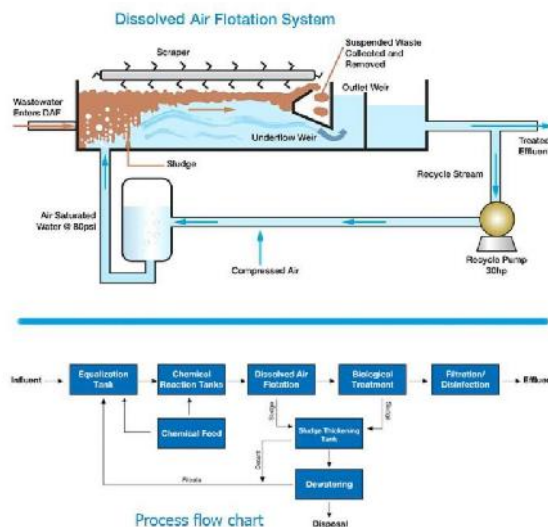 Dissolved Air Flotation System
Scraper
Suspended Waste
Collected and
Removed
Outlet Weir
Wastewater
Enters DAF
Underflow Weir
Treated
Effluent
Sludge
Recycle Stream
Air Saturated
Water @ 80psi
Compressed Air
Recycle Pump
30hp
Influent
Equalization
Tank
Chemical
Reaction Tanks
Dissolved Air
Flotation
Biological
Treatment
Filtration/
Disinfection
Effluent
Chemical Feed
Sludge
Sludge
Sludge Thickening
Tank
Decant
Dewatering
Disposal
Process flow chart